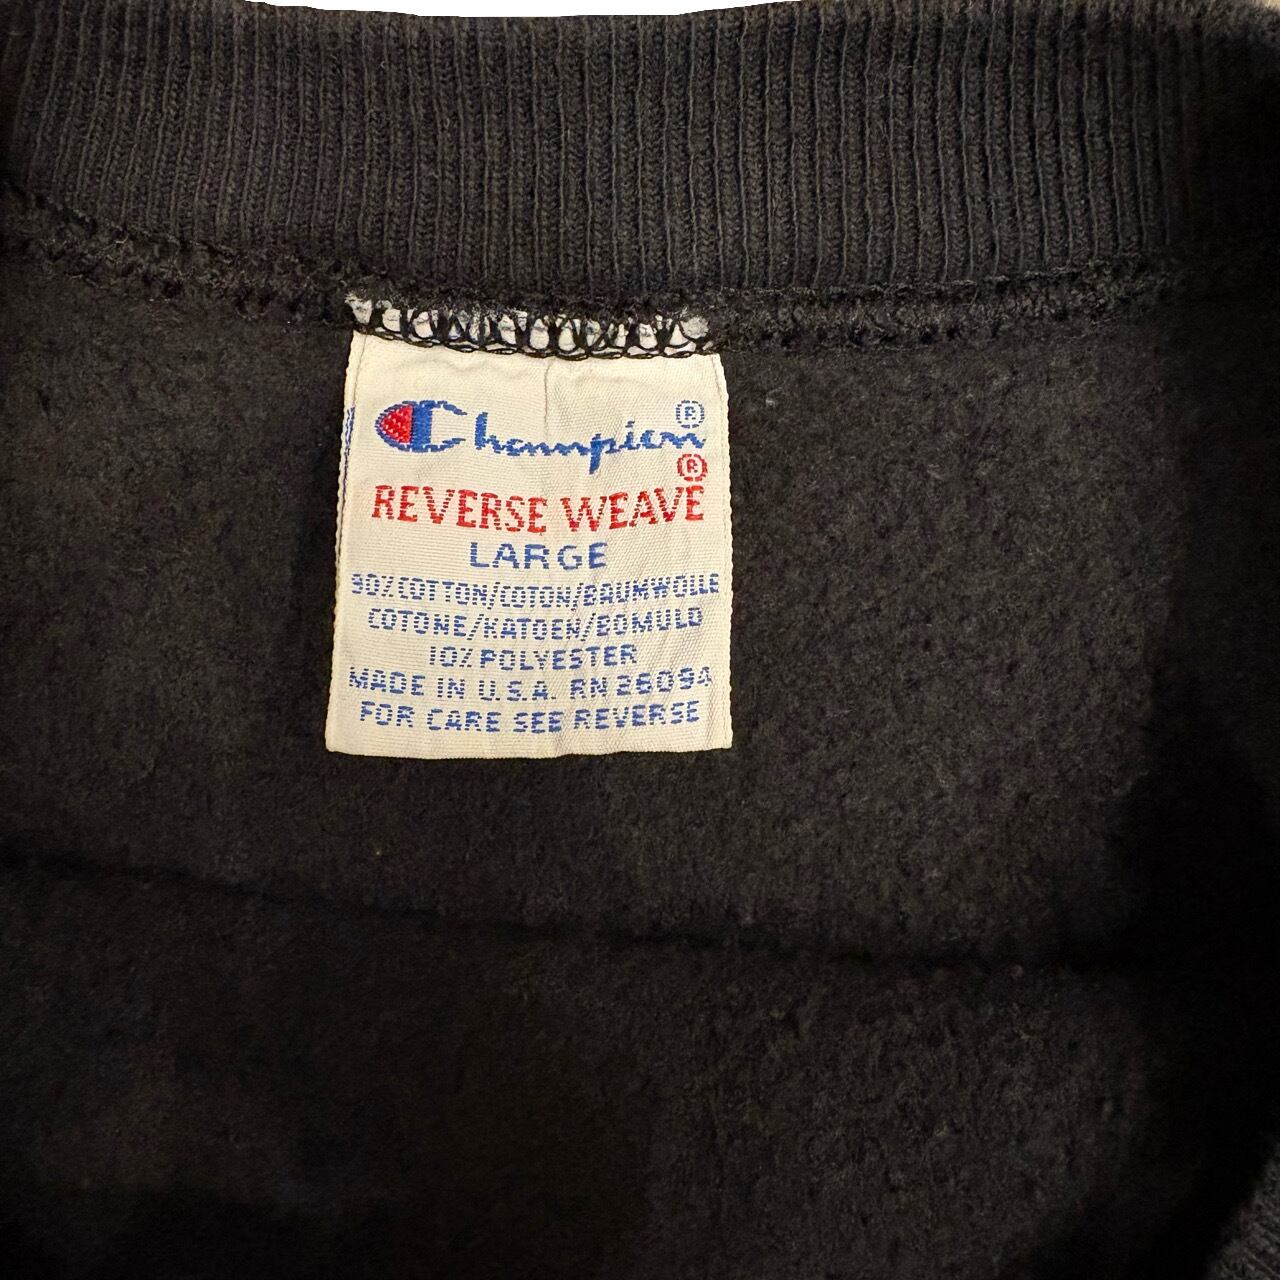 Champion®
REVERSE WEAVE®
LARGE
90% COTTON/COTON/BAUMWOLLE
COTONE/KATOEN/BOMULD
10% POLYESTER
MADE IN U.S.A. RN 26094
FOR CARE SEE REVERSE